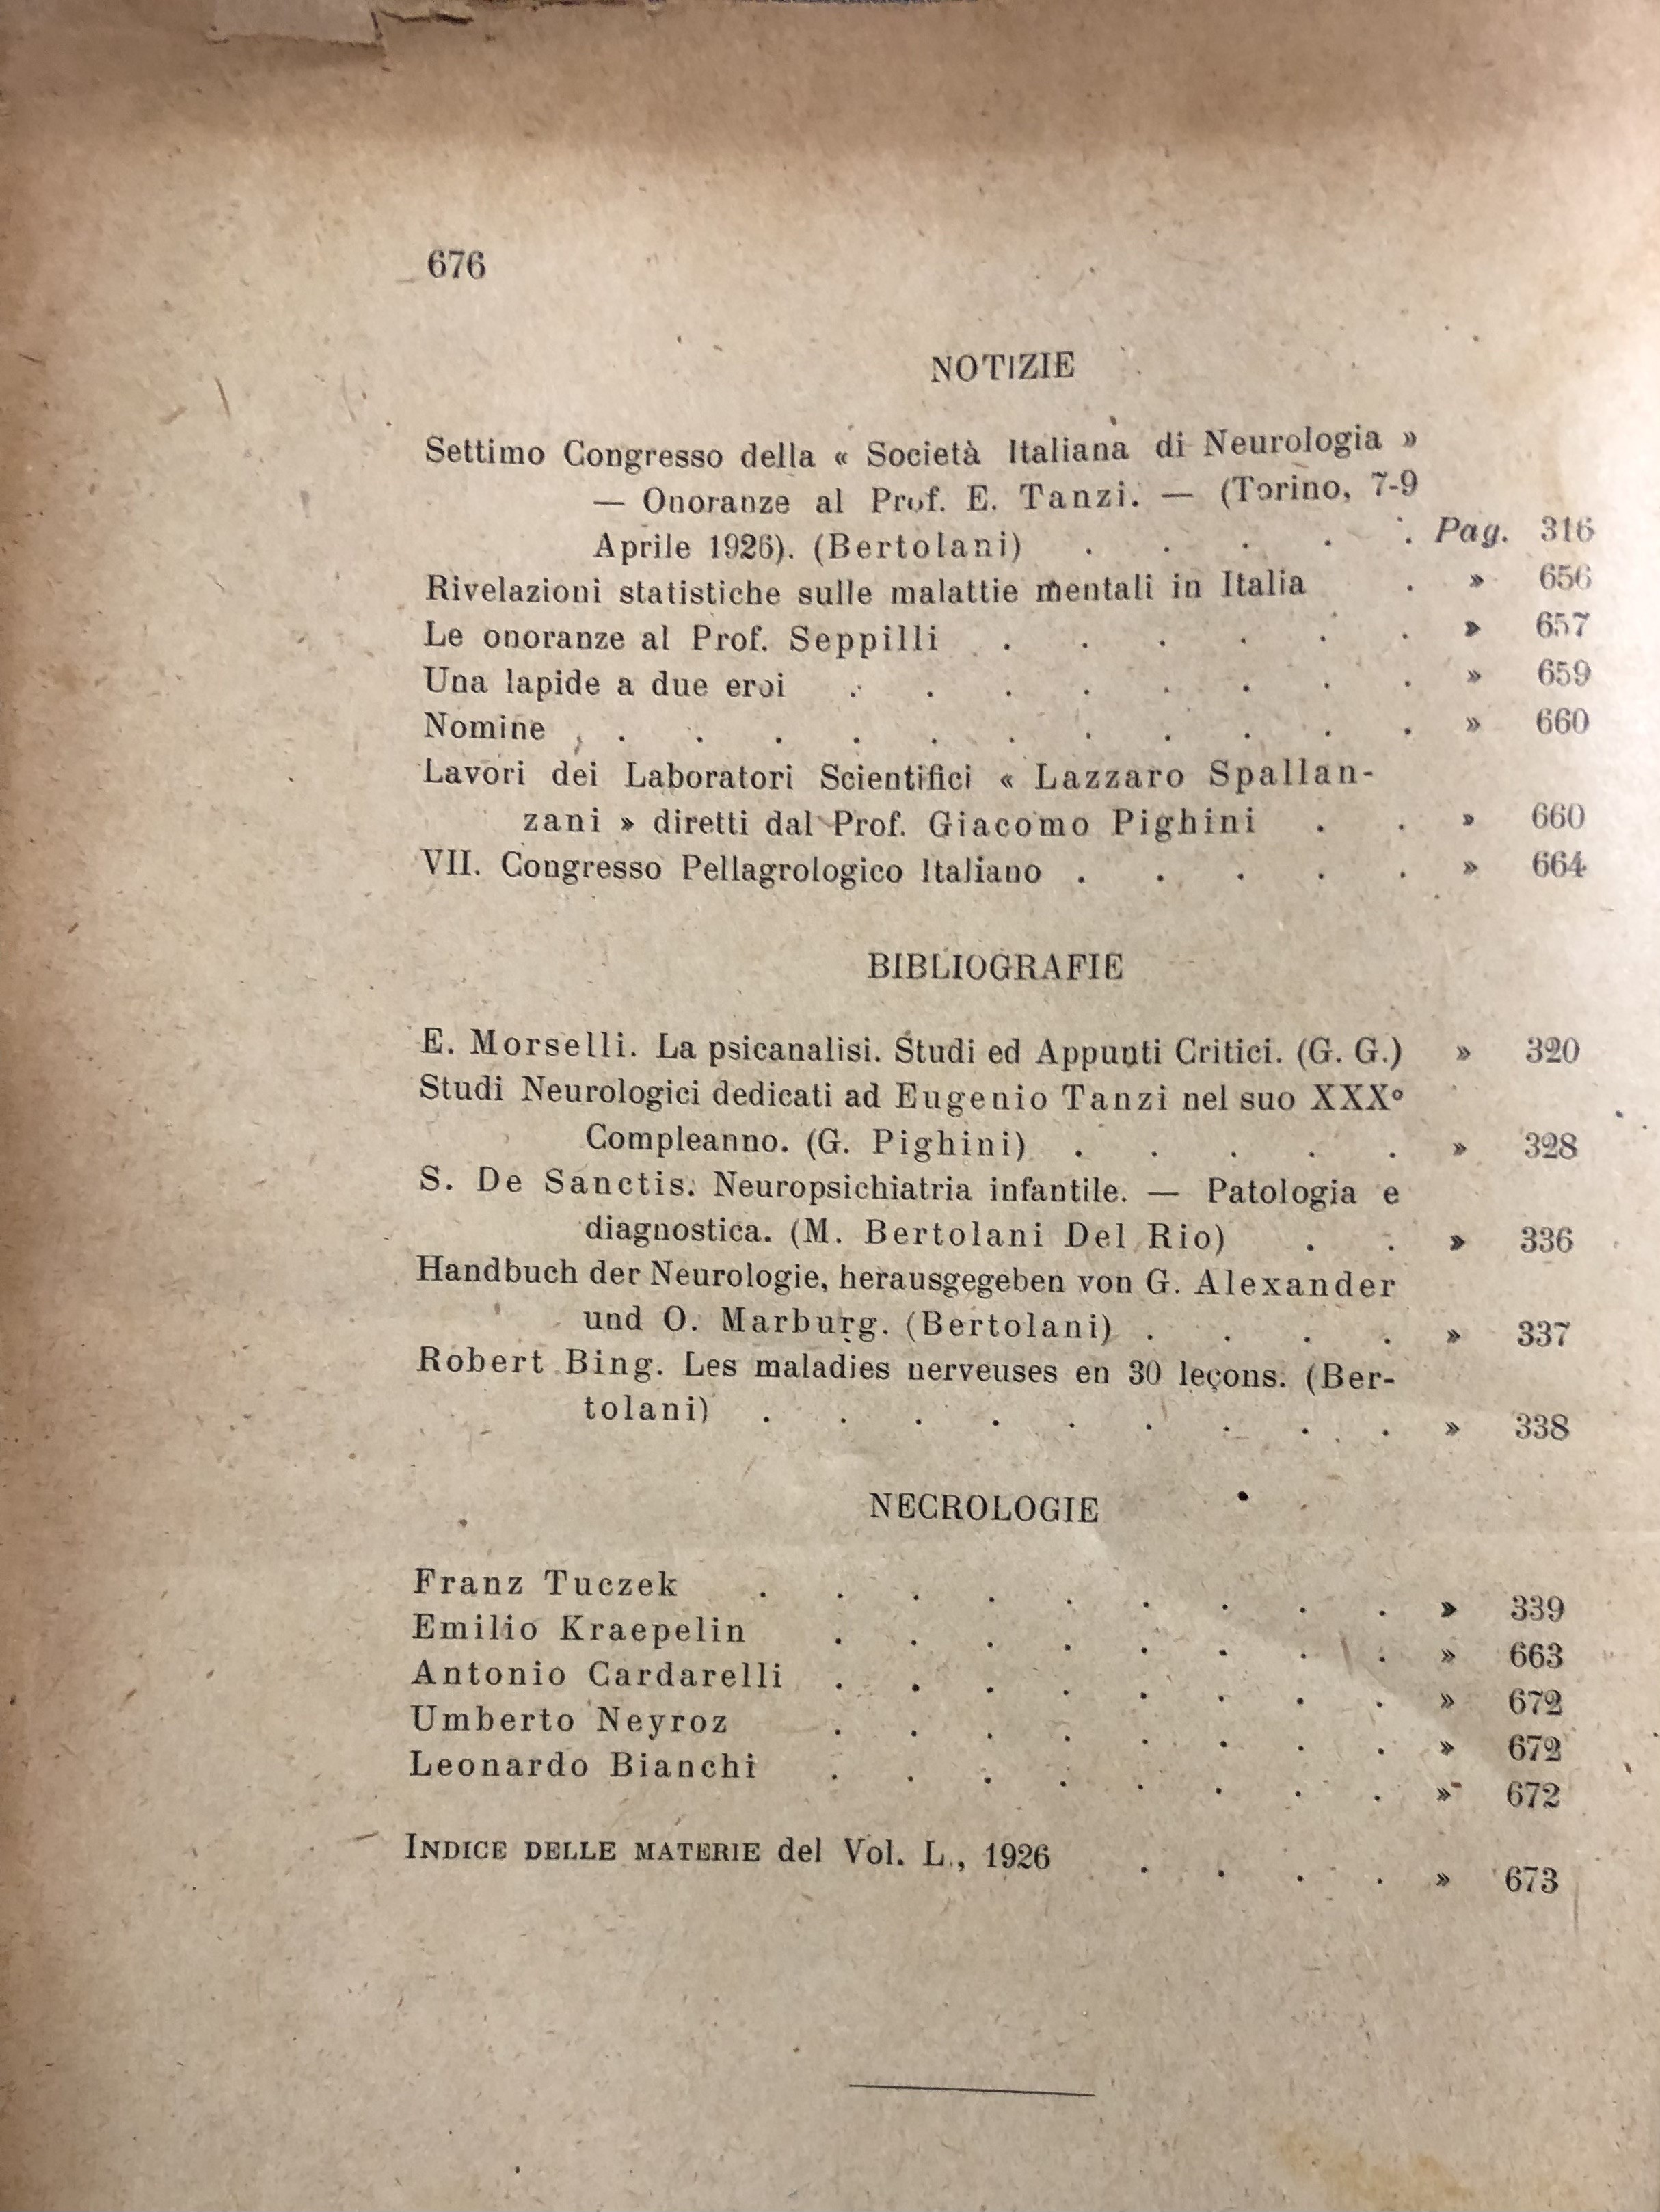 676
NOTIZIE
Settimo Congresso della « Società Italiana di Neurologia »
— Onoranze al Prof. E. Tanzi. — (Torino, 7-9
Aprile 1926). (Bertolani) . . . . . Pag. 316
Rivelazioni statistiche sulle malattie mentali in Italia . » 656
Le onoranze al Prof. Seppilli . . . . . . » 657
Una lapide a due eroi . . . . . . . . » 659
Nomine . . . . . . . . . . . » 660
Lavori dei Laboratori Scientifici « Lazzaro Spallan-
zani » diretti dal Prof. Giacomo Pighini . . » 660
VII. Congresso Pellagrologico Italiano . . . . . » 664
BIBLIOGRAFIE
E. Morselli. La psicanalisi. Studi ed Appunti Critici. (G. G.) » 320
Studi Neurologici dedicati ad Eugenio Tanzi nel suo XXXº
Compleanno. (G. Pighini) . . . . . » 328
S. De Sanctis. Neuropsichiatria infantile. — Patologia e
diagnostica. (M. Bertolani Del Rio) . . » 336
Handbuch der Neurologie, herausgegeben von G. Alexander
und O. Marburg. (Bertolani) . . . . » 337
Robert Bing. Les maladies nerveuses en 30 leçons. (Ber-
tolani) . . . . . . . . . » 338
NECROLOGIE
Franz Tuczek . . . . . . . . . » 339
Emilio Kraepelin . . . . . . . . » 663
Antonio Cardarelli . . . . . . . . » 672
Umberto Neyroz . . . . . . . . » 672
Leonardo Bianchi . . . . . . . . » 672
INDICE DELLE MATERIE del Vol. L., 1926 . . . . » 673